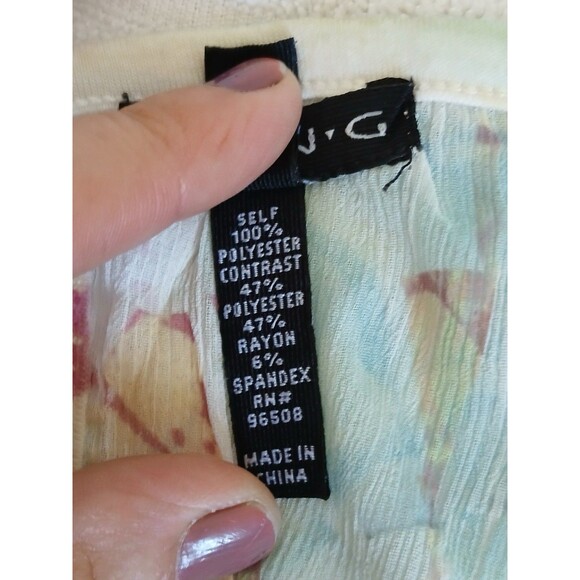 G
SELF
100%
POLYESTER
CONTRAST
47%
POLYESTER
47%
RAYON
6%
SPANDEX
RN#
96508
MADE IN
CHINA